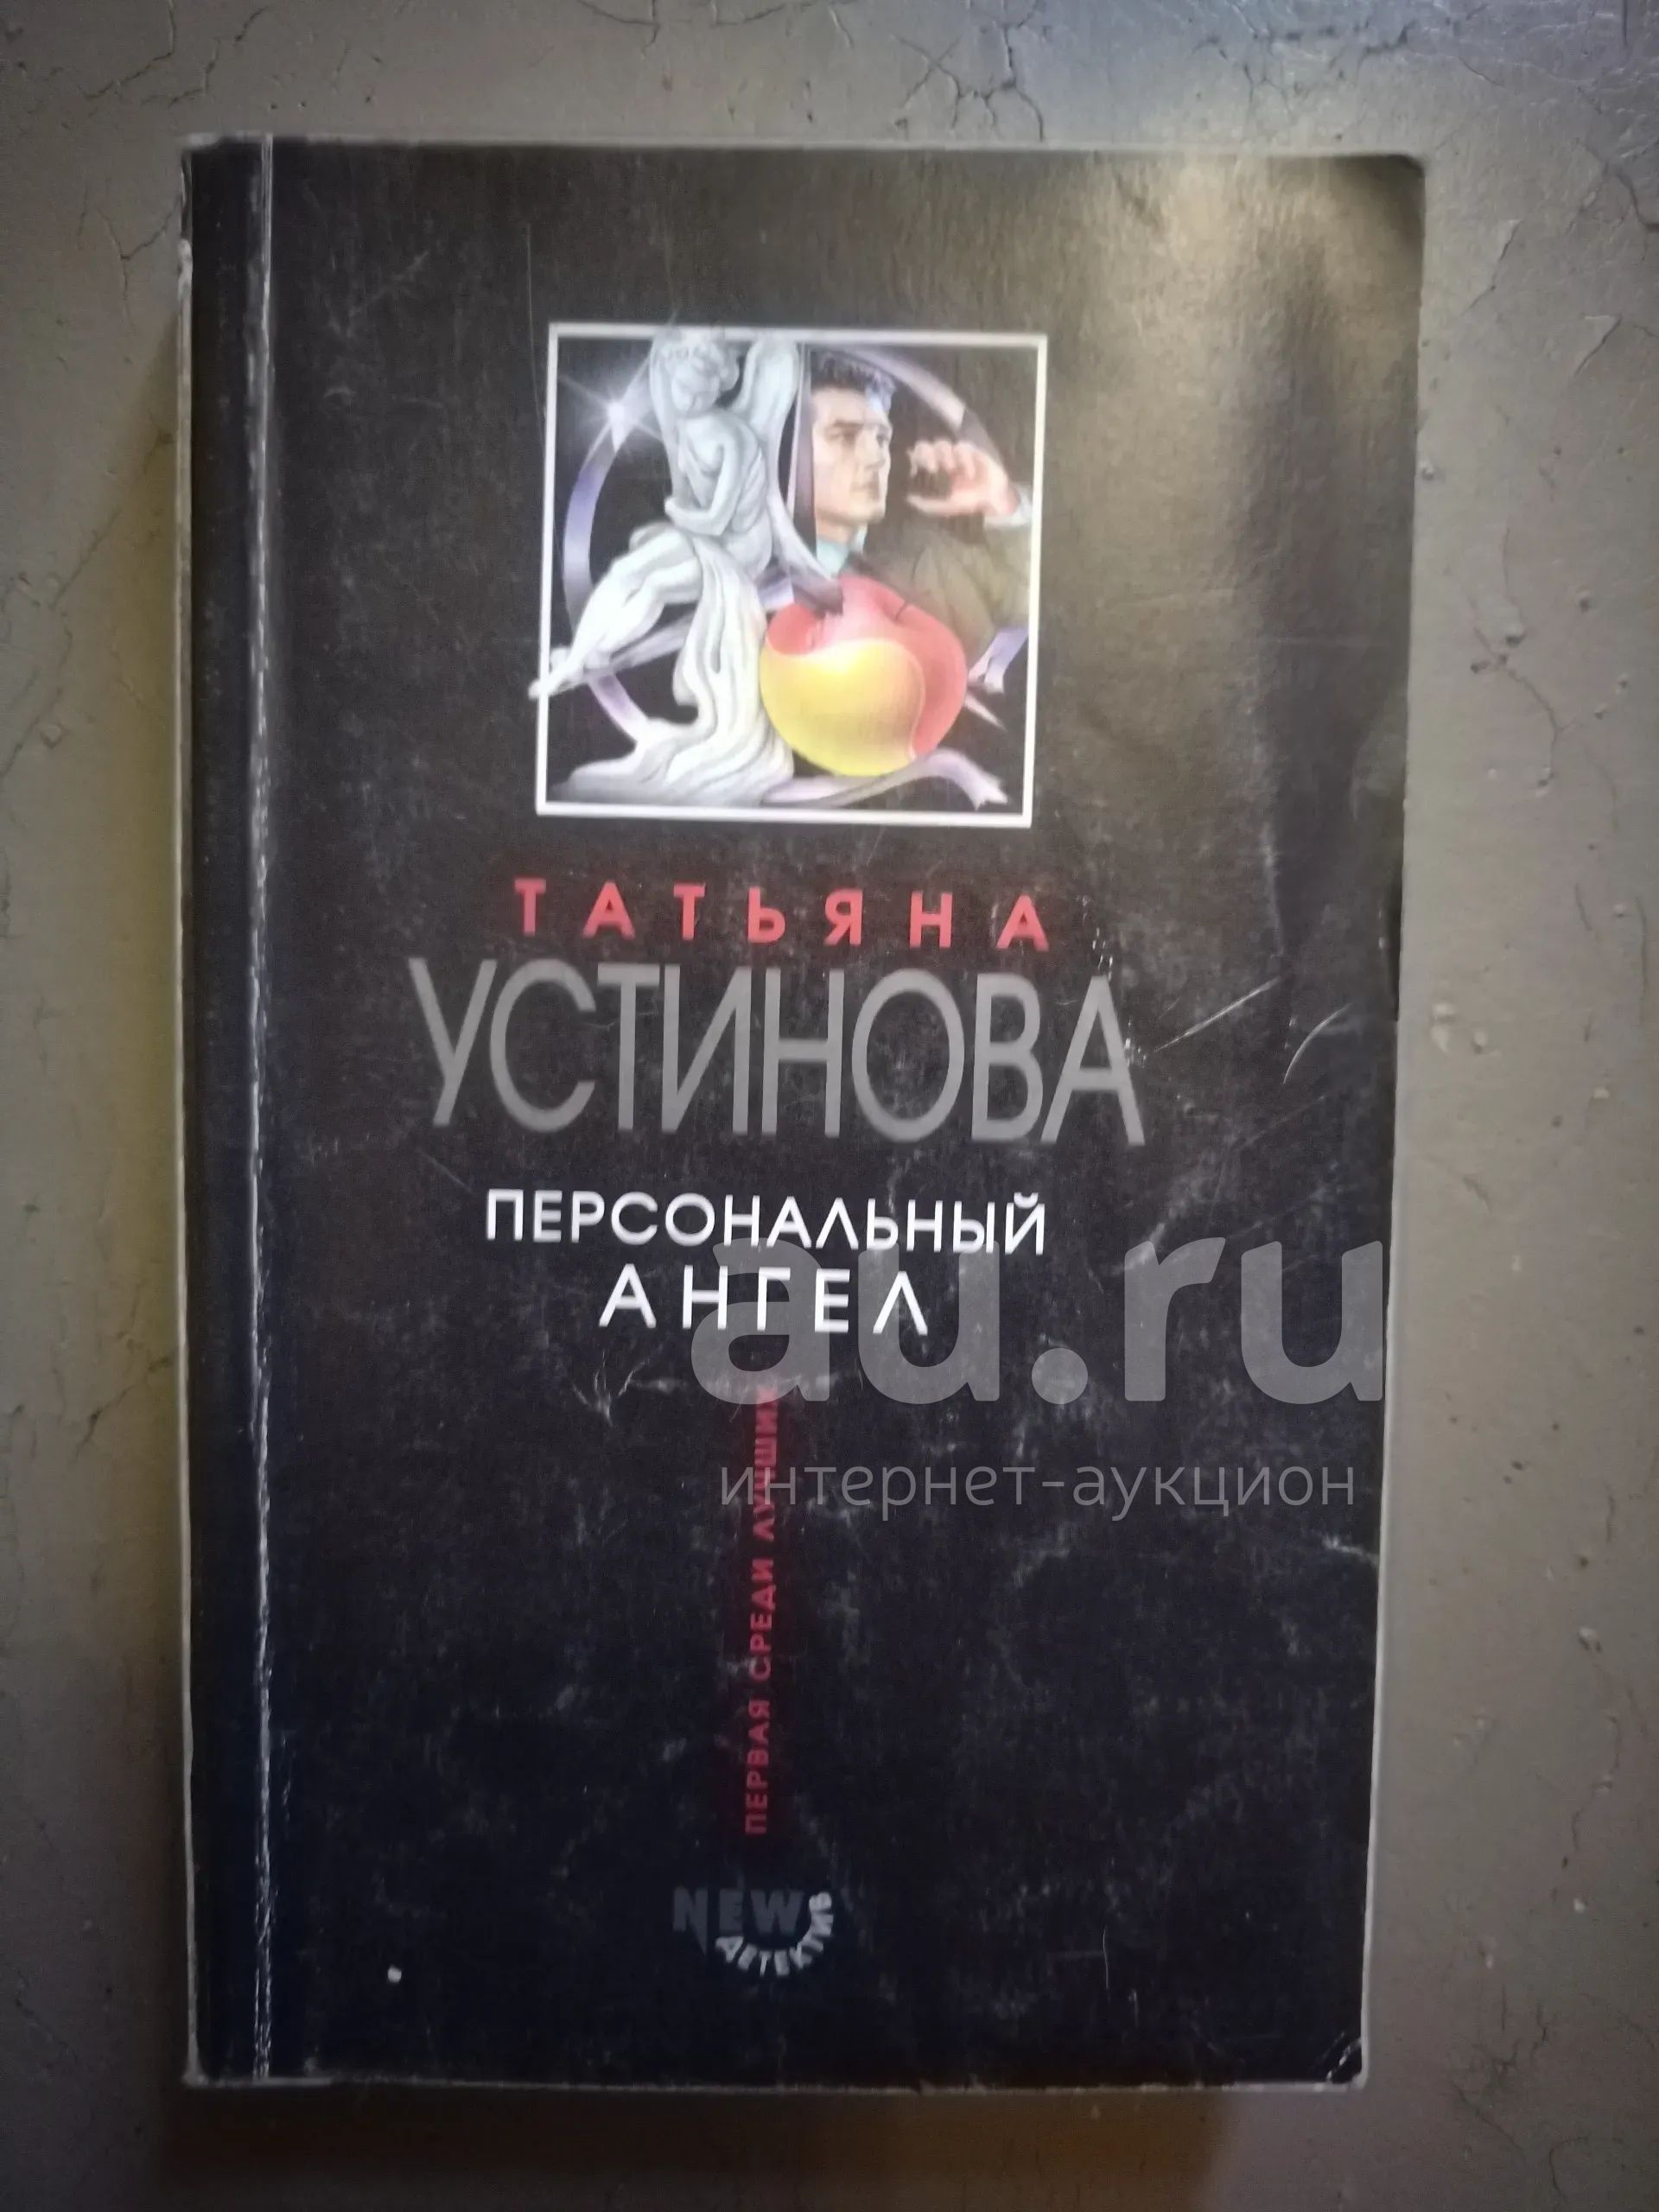 ТАТЬЯНА
УСТИНОВА
ПЕРСОНАЛЬНЫЙ
АНГЕЛ
au.ru
интернет-аукцион
ПЕРВАЯ СРЕДИ ЛУЧШИХ
NEW
ДЕТЕКТИВ